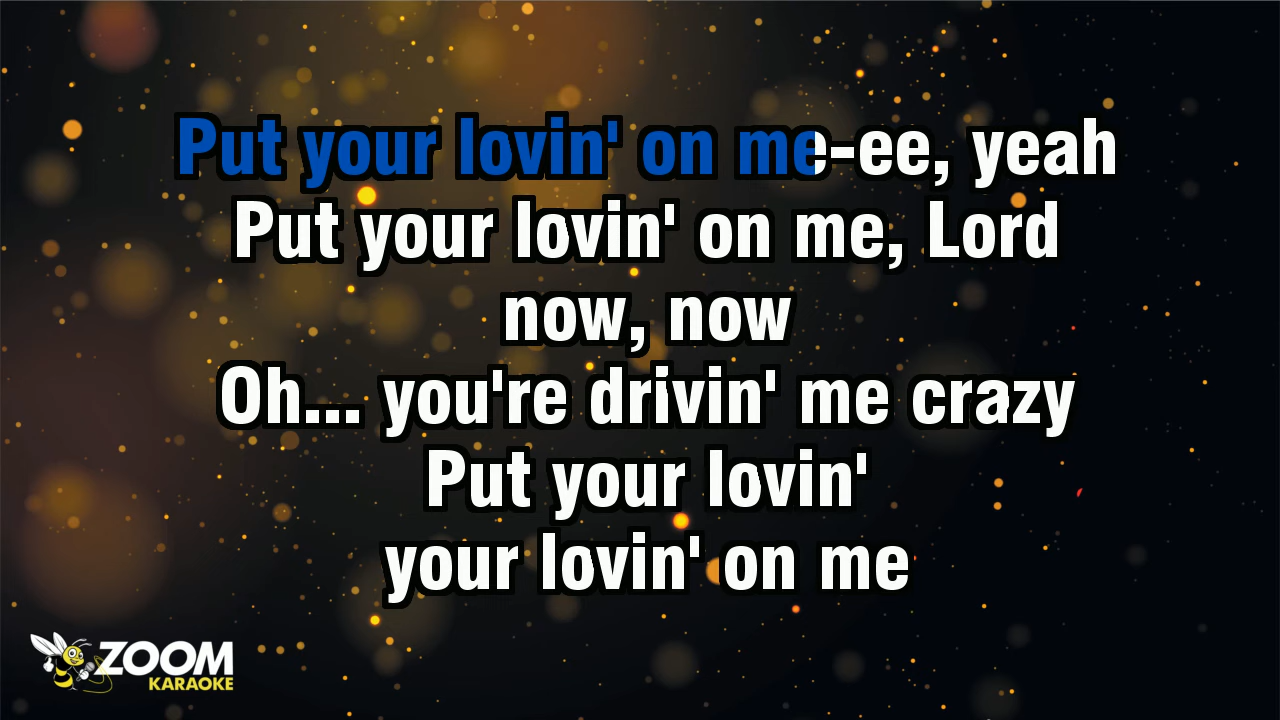 Put your lovin' on me-ee, yeah
Put your lovin' on me, Lord
now, now
Oh... you're drivin' me crazy
Put your lovin'
your lovin' on me
ZOOM
KARAOKE